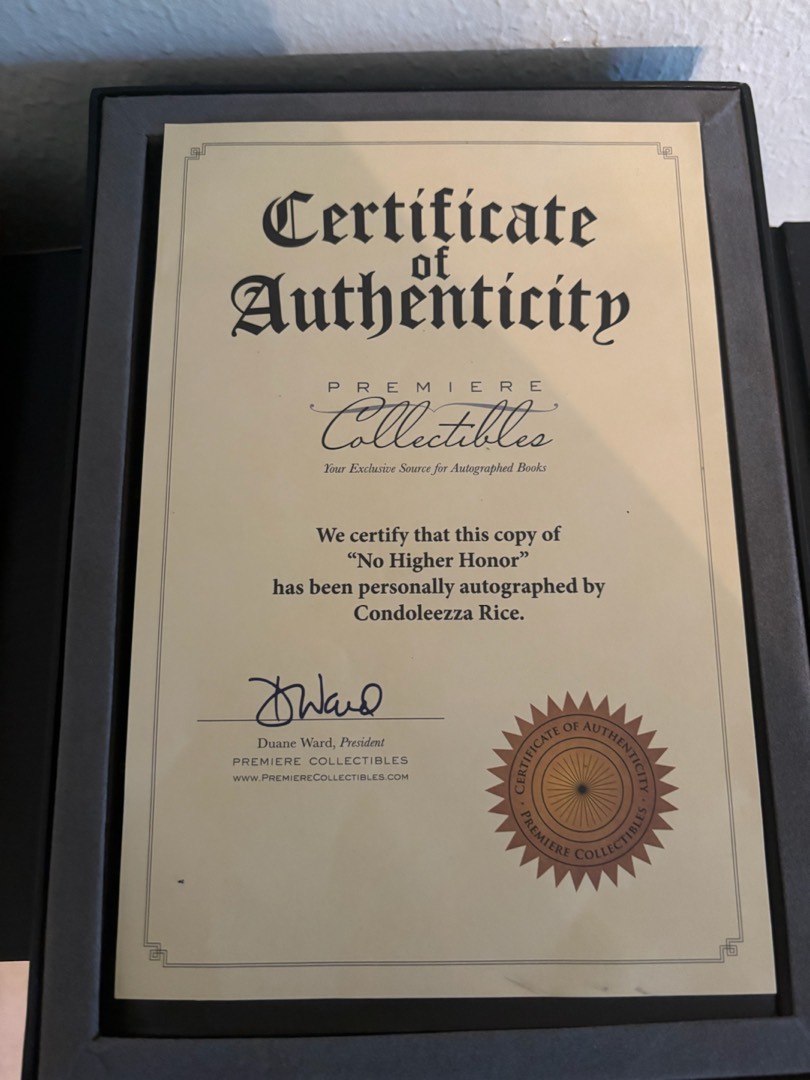 Certificate
of
Authenticity
PREMIERE
Collectibles
Your Exclusive Source for Autographed Books
We certify that this copy of
“No Higher Honor”
has been personally autographed by
Condoleezza Rice.
DWard
Duane Ward, President
PREMIERE COLLECTIBLES
WWW.PREMIERECOLLECTIBLES.COM
CERTIFICATE OF AUTHENTICITY
PREMIERE COLLECTIBLES